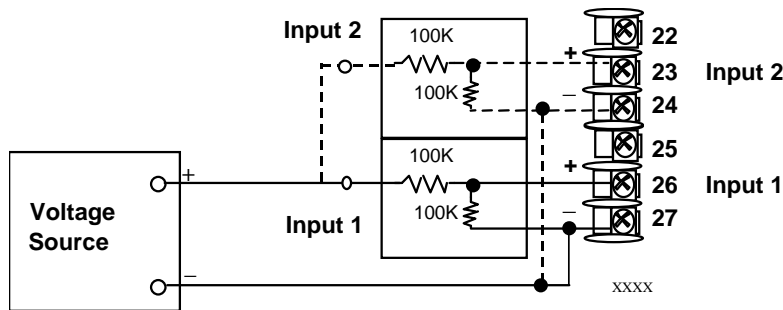 Input 2
100K
100K
+
–
22
23
24
Input 2
25
100K
100K
+
–
26
27
Input 1
Input 1
Voltage
Source
+
–
XXXX